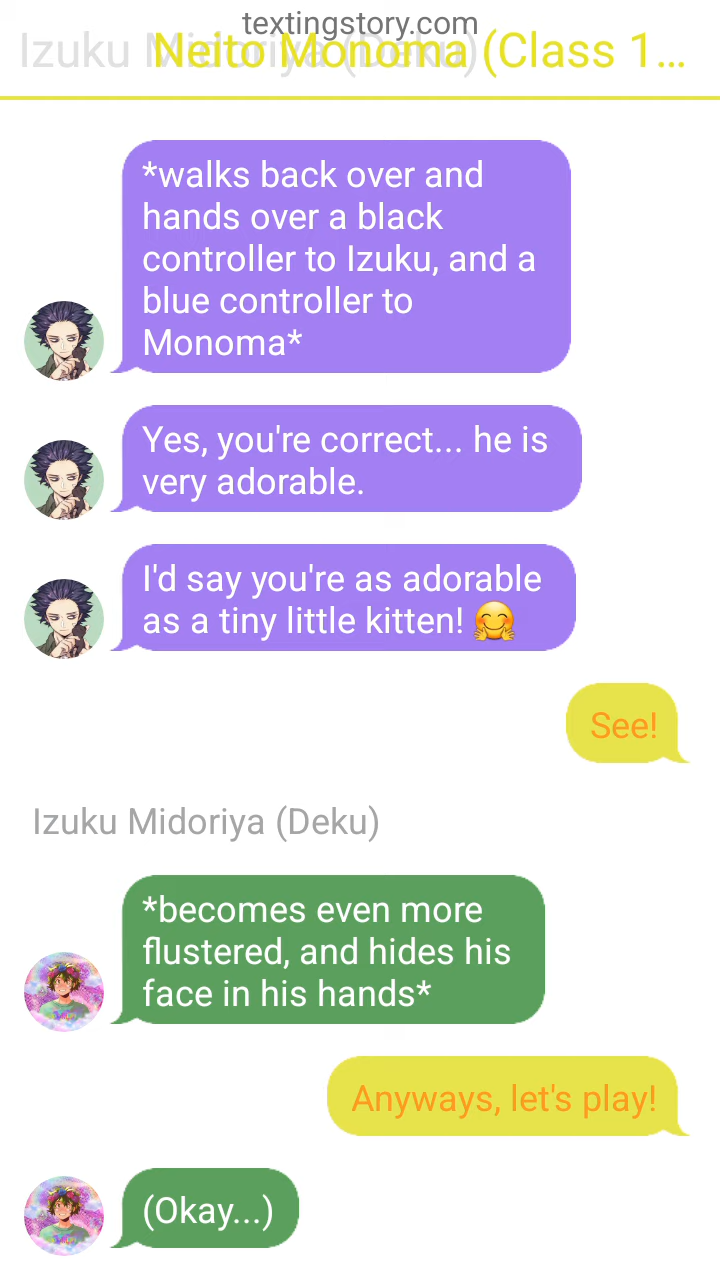 textingstory.com
Izuku Midoriya (Deku)
Neito Monoma (Class 1...
*walks back over and
hands over a black
controller to Izuku, and a
blue controller to
Monoma*
Yes, you're correct... he is
very adorable.
I'd say you're as adorable
as a tiny little kitten! 🤗
See!
Izuku Midoriya (Deku)
*becomes even more
flustered, and hides his
face in his hands*
Anyways, let's play!
(Okay...)